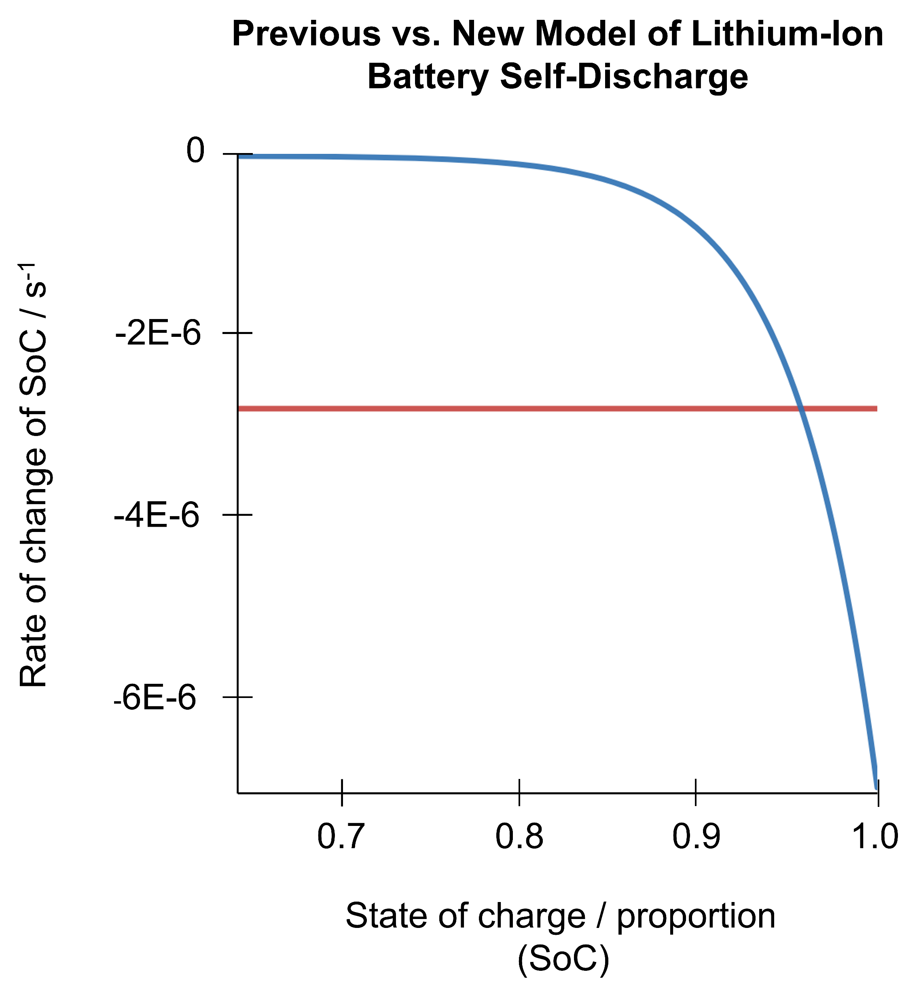 Previous vs. New Model of Lithium-Ion
Battery Self-Discharge
0
-2E-6
-4E-6
-6E-6
Rate of change of SoC / s-1
0.7
0.8
0.9
1.0
State of charge / proportion
(SoC)